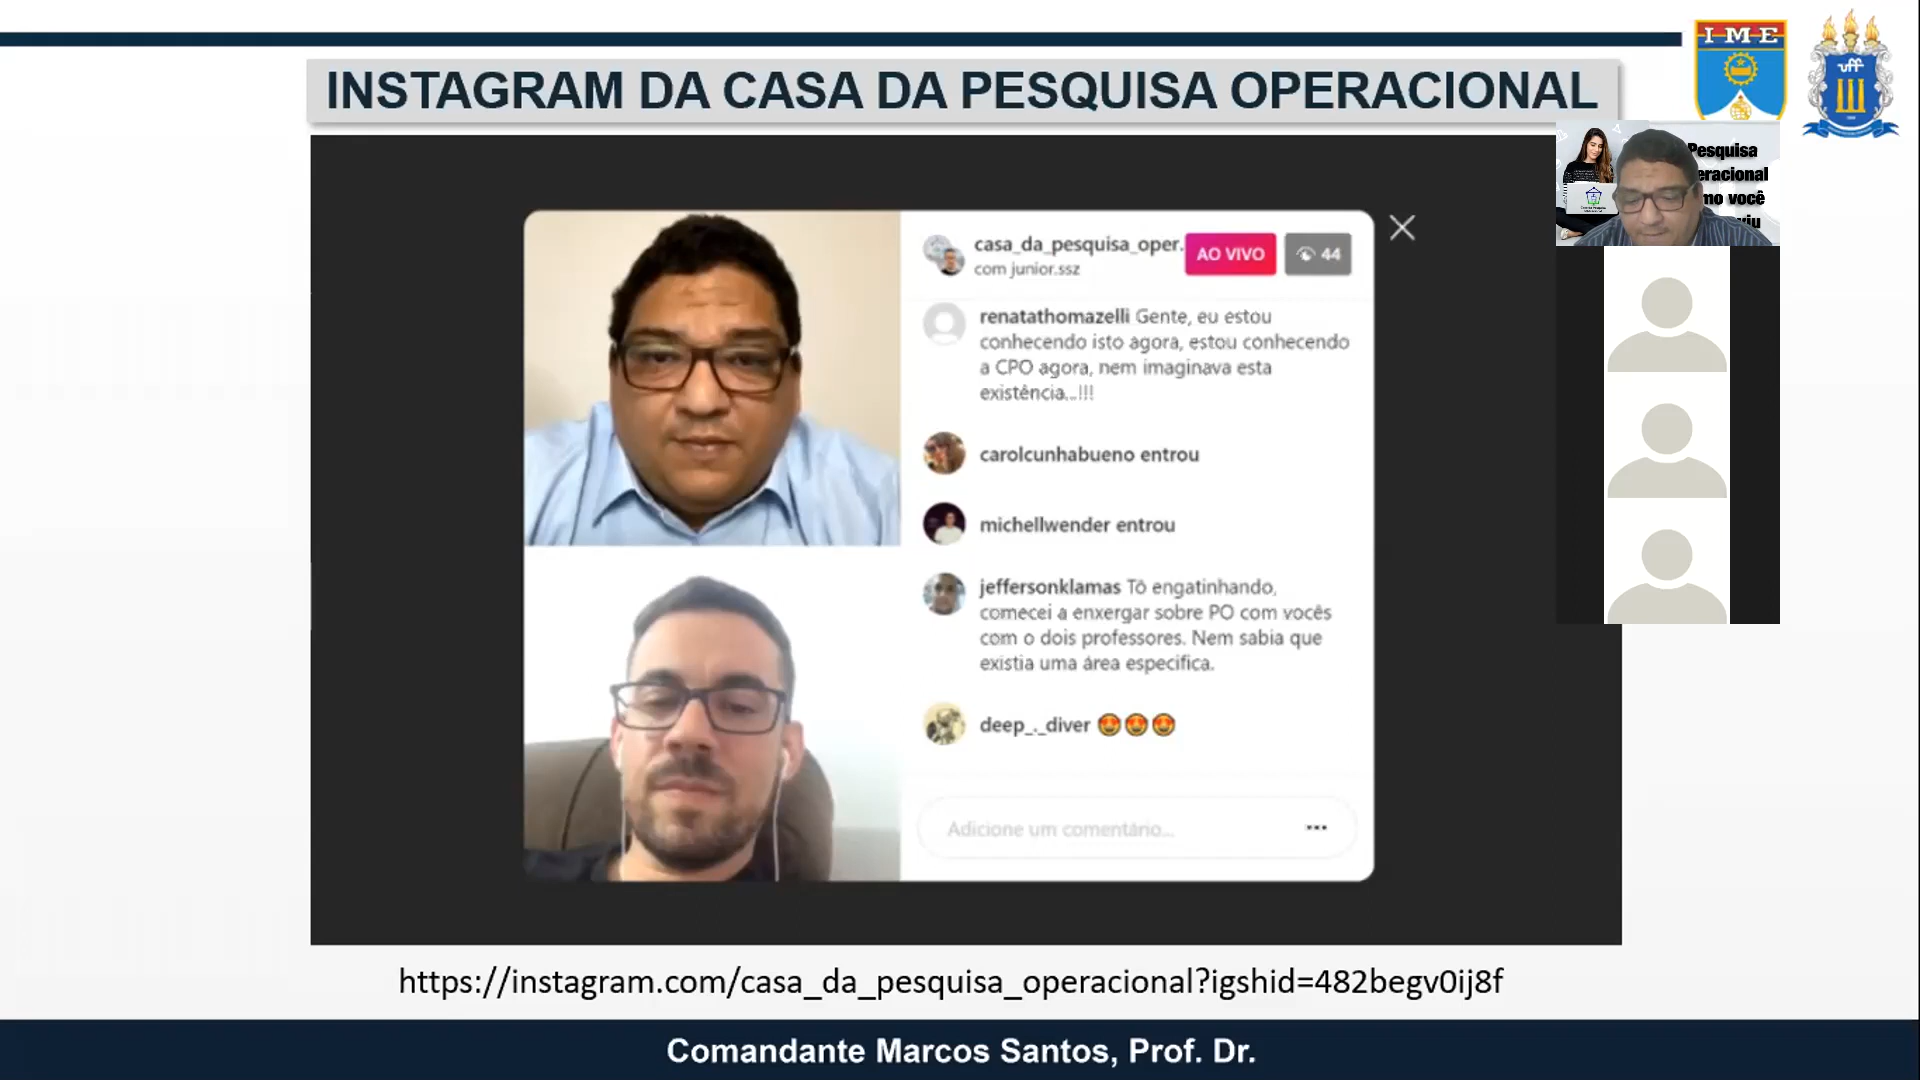 INSTAGRAM DA CASA DA PESQUISA OPERACIONAL
IME
uff
Pesquisa
eracional
mo você
viu
casa_da_pesquisa_oper.
com junior.ssz
AO VIVO
44
renatathomazelli Gente, eu estou
conhecendo isto agora, estou conhecendo
a CPO agora, nem imaginava esta
existência...!!!
carolcunhabueno entrou
michellwender entrou
jeffersonklamas Tô engatinhando,
comecei a enxergar sobre PO com vocês
com o dois professores. Nem sabia que
existia uma área especifica.
deep_._diver 🤩🤩🤩
Adicione um comentário...
https://instagram.com/casa_da_pesquisa_operacional?igshid=482begv0ij8f
Comandante Marcos Santos, Prof. Dr.